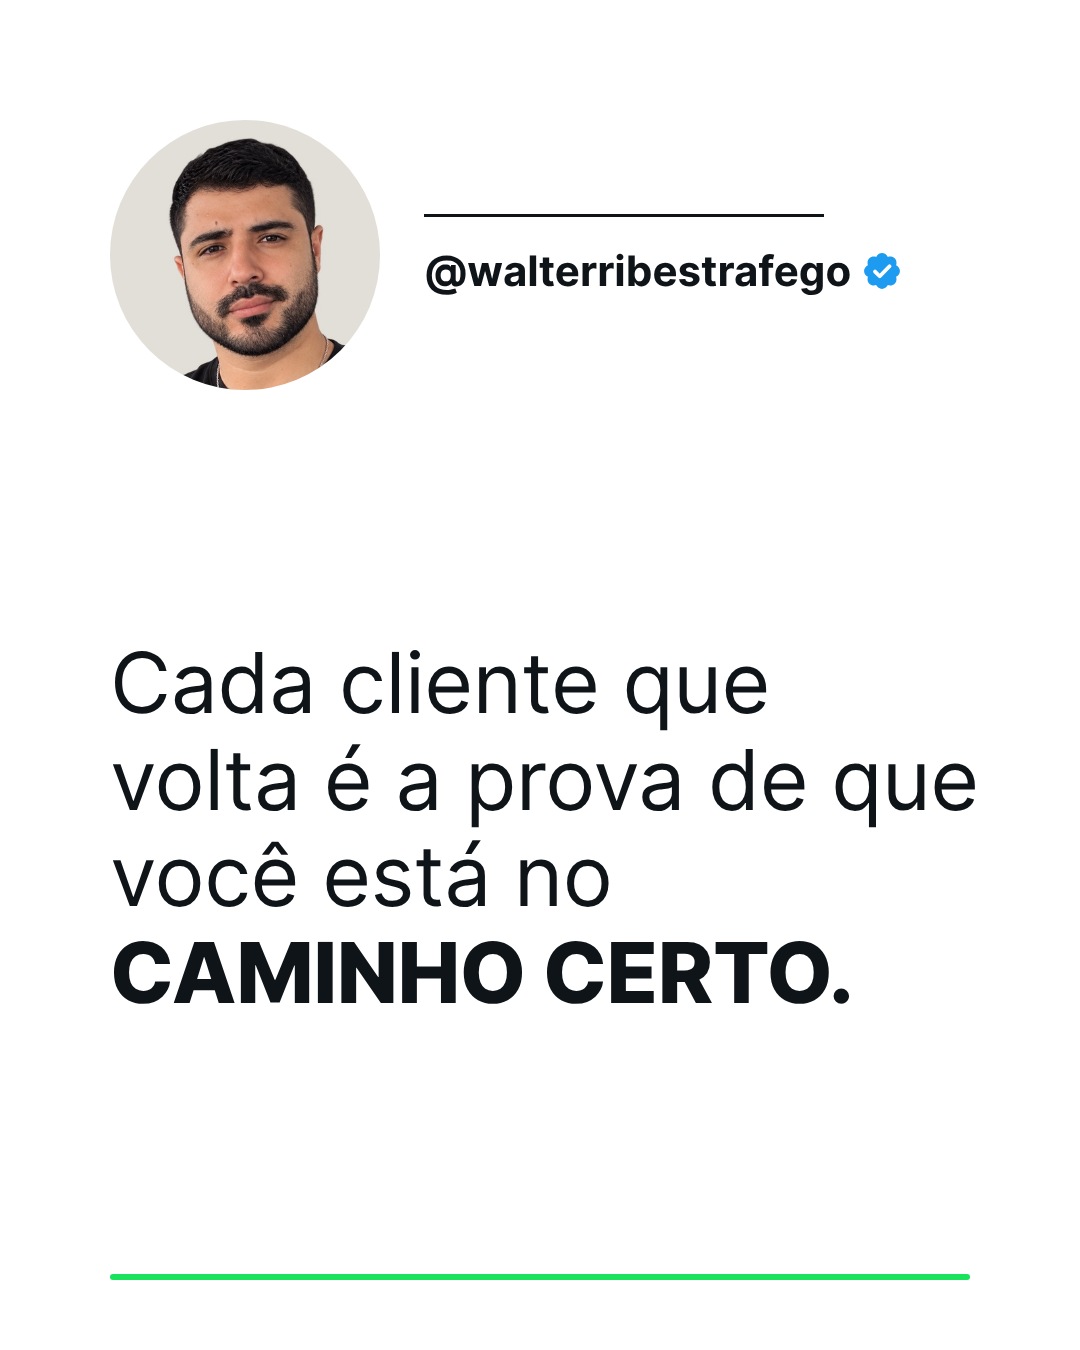 @walterribestrafego
Cada cliente que
volta é a prova de que
você está no
CAMINHO CERTO.